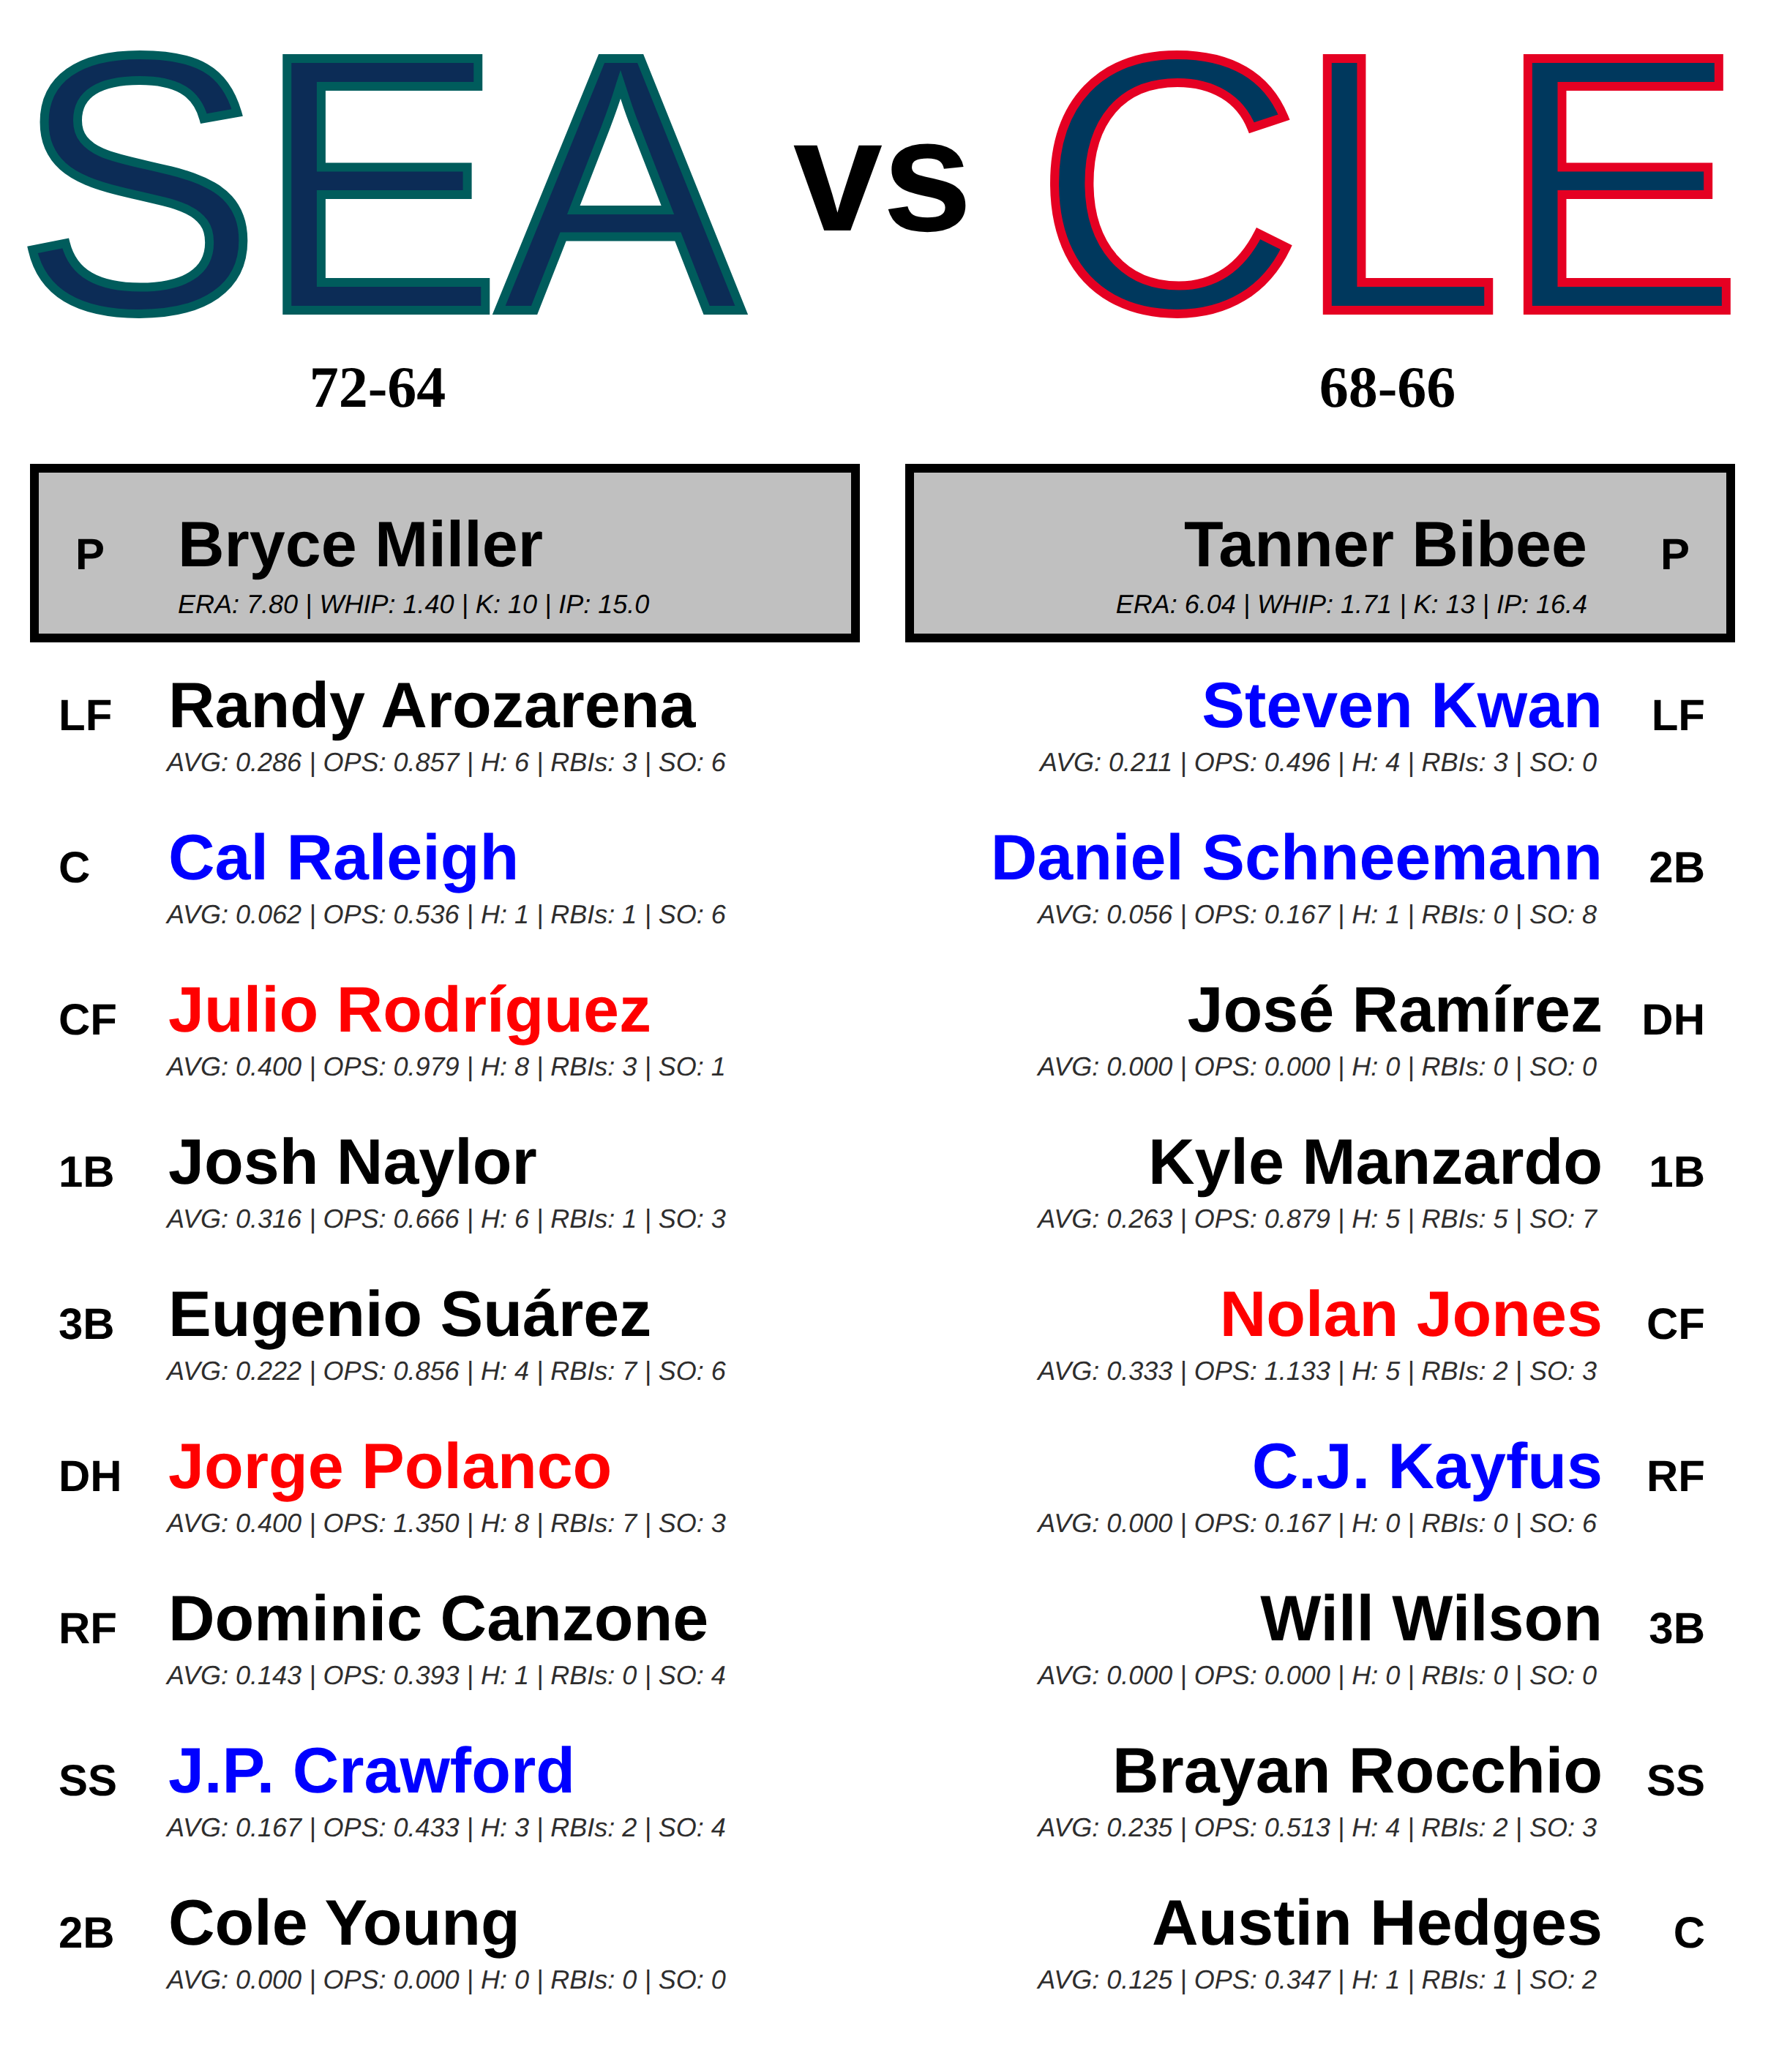 SEA vs CLE
72-64 68-66
P Bryce Miller
ERA: 7.80 | WHIP: 1.40 | K: 10 | IP: 15.0
Tanner Bibee P
ERA: 6.04 | WHIP: 1.71 | K: 13 | IP: 16.4
LF Randy Arozarena
AVG: 0.286 | OPS: 0.857 | H: 6 | RBIs: 3 | SO: 6
C Cal Raleigh
AVG: 0.062 | OPS: 0.536 | H: 1 | RBIs: 1 | SO: 6
CF Julio Rodríguez
AVG: 0.400 | OPS: 0.979 | H: 8 | RBIs: 3 | SO: 1
1B Josh Naylor
AVG: 0.316 | OPS: 0.666 | H: 6 | RBIs: 1 | SO: 3
3B Eugenio Suárez
AVG: 0.222 | OPS: 0.856 | H: 4 | RBIs: 7 | SO: 6
DH Jorge Polanco
AVG: 0.400 | OPS: 1.350 | H: 8 | RBIs: 7 | SO: 3
RF Dominic Canzone
AVG: 0.143 | OPS: 0.393 | H: 1 | RBIs: 0 | SO: 4
SS J.P. Crawford
AVG: 0.167 | OPS: 0.433 | H: 3 | RBIs: 2 | SO: 4
2B Cole Young
AVG: 0.000 | OPS: 0.000 | H: 0 | RBIs: 0 | SO: 0
Steven Kwan LF
AVG: 0.211 | OPS: 0.496 | H: 4 | RBIs: 3 | SO: 0
Daniel Schneemann 2B
AVG: 0.056 | OPS: 0.167 | H: 1 | RBIs: 0 | SO: 8
José Ramírez DH
AVG: 0.000 | OPS: 0.000 | H: 0 | RBIs: 0 | SO: 0
Kyle Manzardo 1B
AVG: 0.263 | OPS: 0.879 | H: 5 | RBIs: 5 | SO: 7
Nolan Jones CF
AVG: 0.333 | OPS: 1.133 | H: 5 | RBIs: 2 | SO: 3
C.J. Kayfus RF
AVG: 0.000 | OPS: 0.167 | H: 0 | RBIs: 0 | SO: 6
Will Wilson 3B
AVG: 0.000 | OPS: 0.000 | H: 0 | RBIs: 0 | SO: 0
Brayan Rocchio SS
AVG: 0.235 | OPS: 0.513 | H: 4 | RBIs: 2 | SO: 3
Austin Hedges C
AVG: 0.125 | OPS: 0.347 | H: 1 | RBIs: 1 | SO: 2